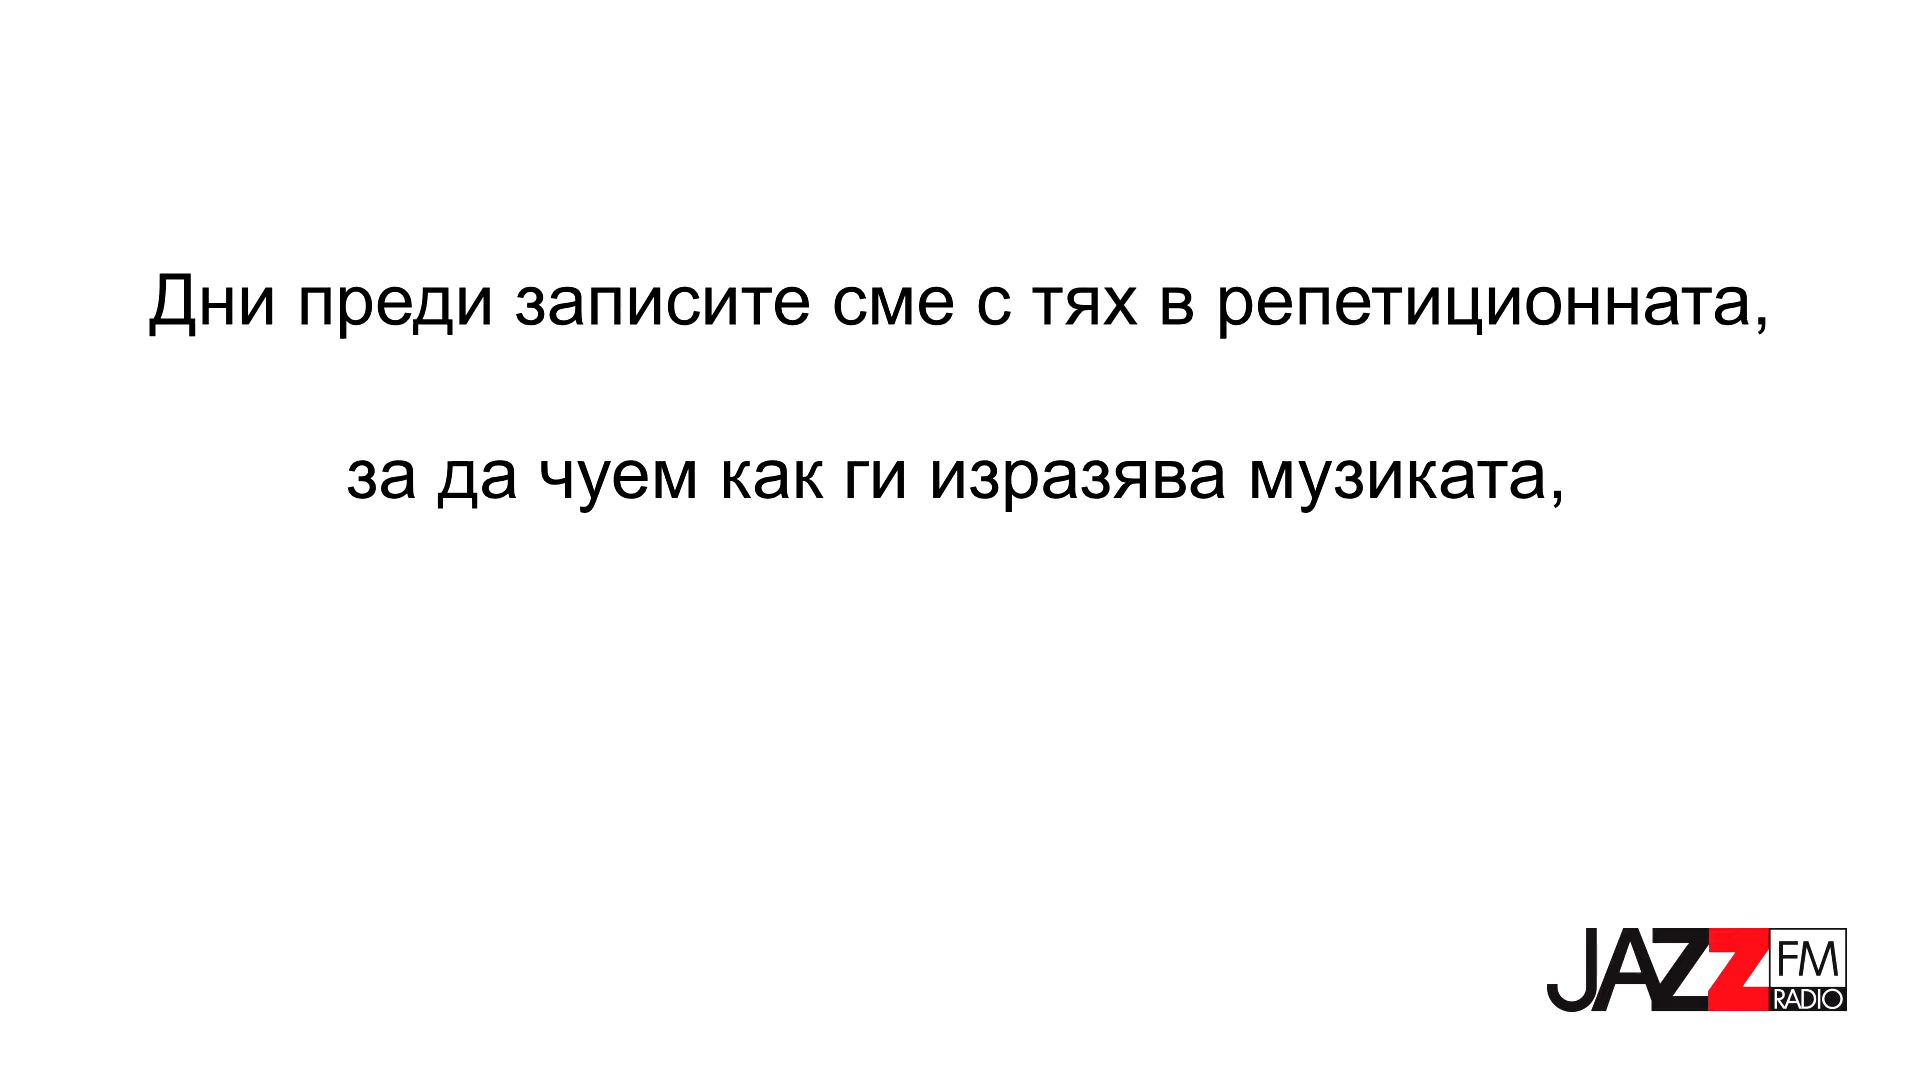 Дни преди записите сме с тях в репетиционната,
за да чуем как ги изразява музиката,
JAZZ FM
RADIO